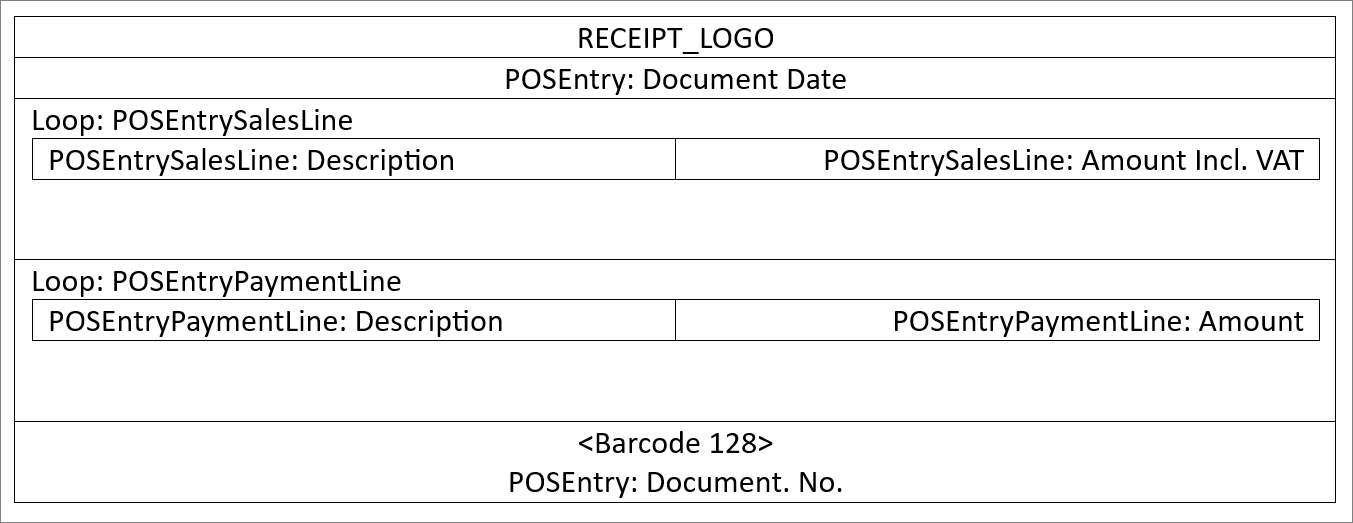 RECEIPT_LOGO
POSEntry: Document Date
Loop: POSEntrySalesLine
POSEntrySalesLine: Description POSEntrySalesLine: Amount Incl. VAT
Loop: POSEntryPaymentLine
POSEntryPaymentLine: Description POSEntryPaymentLine: Amount
<Barcode 128>
POSEntry: Document. No.